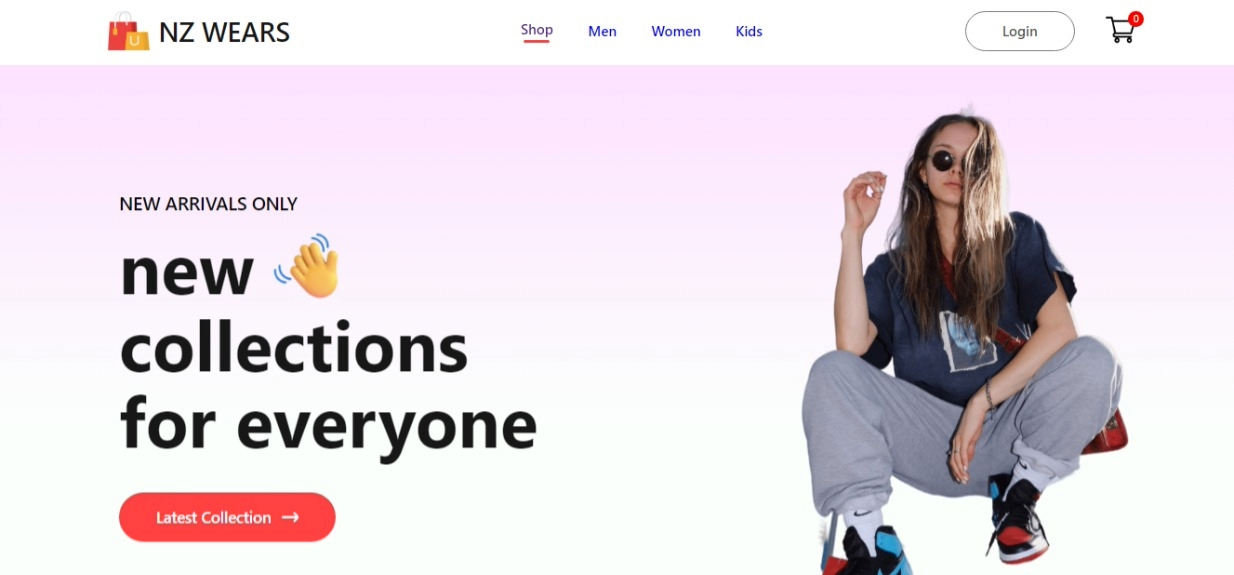 NZ WEARS
Shop Men Women Kids
Login
0
NEW ARRIVALS ONLY
new
collections
for everyone
Latest Collection →